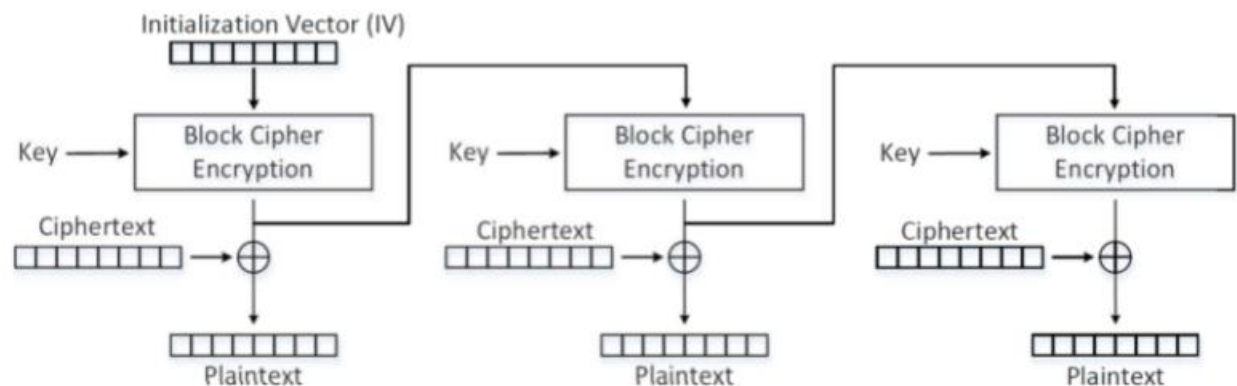 Initialization Vector (IV)
Key
Block Cipher
Encryption
Key
Block Cipher
Encryption
Key
Block Cipher
Encryption
Ciphertext
Ciphertext
Ciphertext
Plaintext
Plaintext
Plaintext